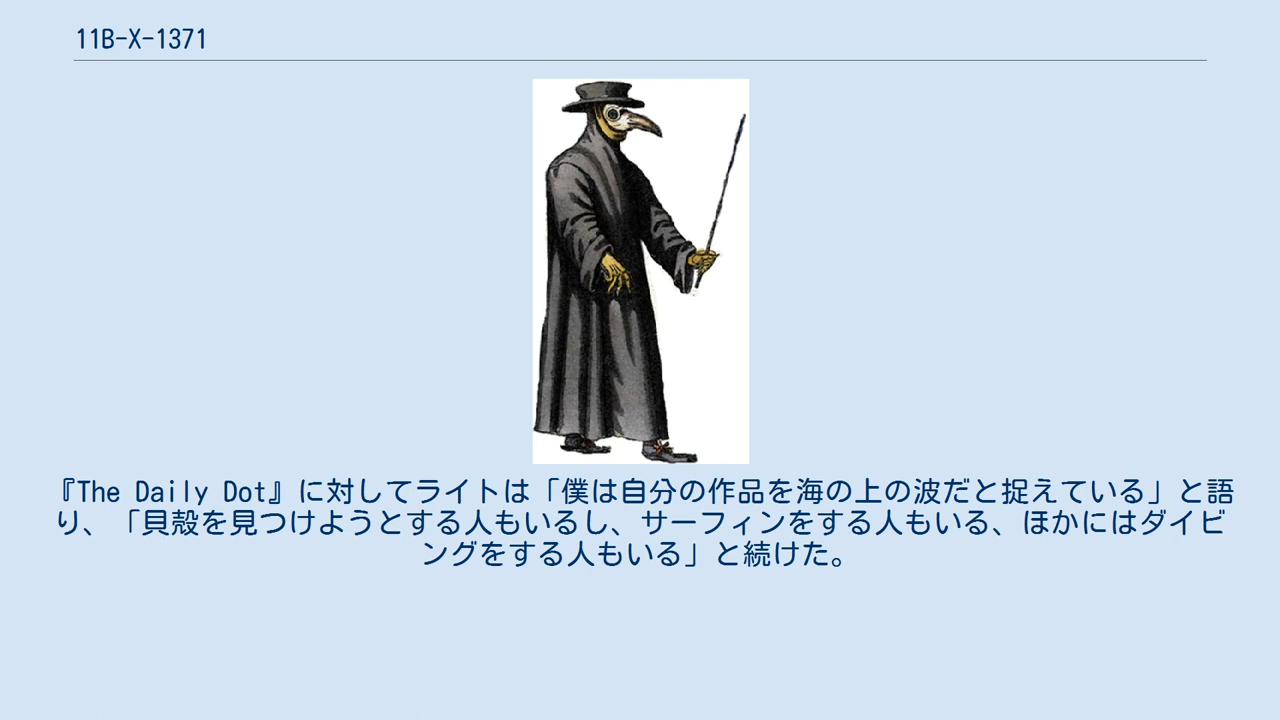 11B-X-1371
『The Daily Dot』に対してライトは「僕は自分の作品を海の上の波だと捉えている」と語
り、「貝殻を見つけようとする人もいるし、サーフィンをする人もいる、ほかにはダイビ
ングをする人もいる」と続けた。